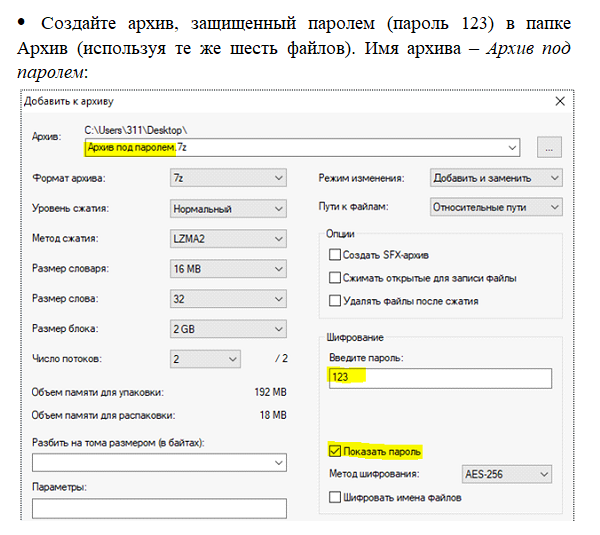 • Создайте архив, защищенный паролем (пароль 123) в папке
Архив (используя те же шесть файлов). Имя архива – Архив под
паролем:
Добавить к архиву
Архив:
C:\Users\311\Desktop\
Архив под паролем.7z
...
Формат архива:
7z
Режим изменения:
Добавить и заменить
Уровень сжатия:
Нормальный
Пути к файлам:
Относительные пути
Метод сжатия:
LZMA2
Опции
Создать SFX-архив
Размер словаря:
16 MB
Сжимать открытые для записи файлы
Размер слова:
32
Удалять файлы после сжатия
Размер блока:
2 GB
Шифрование
Число потоков:
2
/ 2
Введите пароль:
123
Объем памяти для упаковки:
192 MB
Объем памяти для распаковки:
18 MB
Разбить на тома размером (в байтах):
Показать пароль
Метод шифрования:
AES-256
Параметры:
Шифровать имена файлов